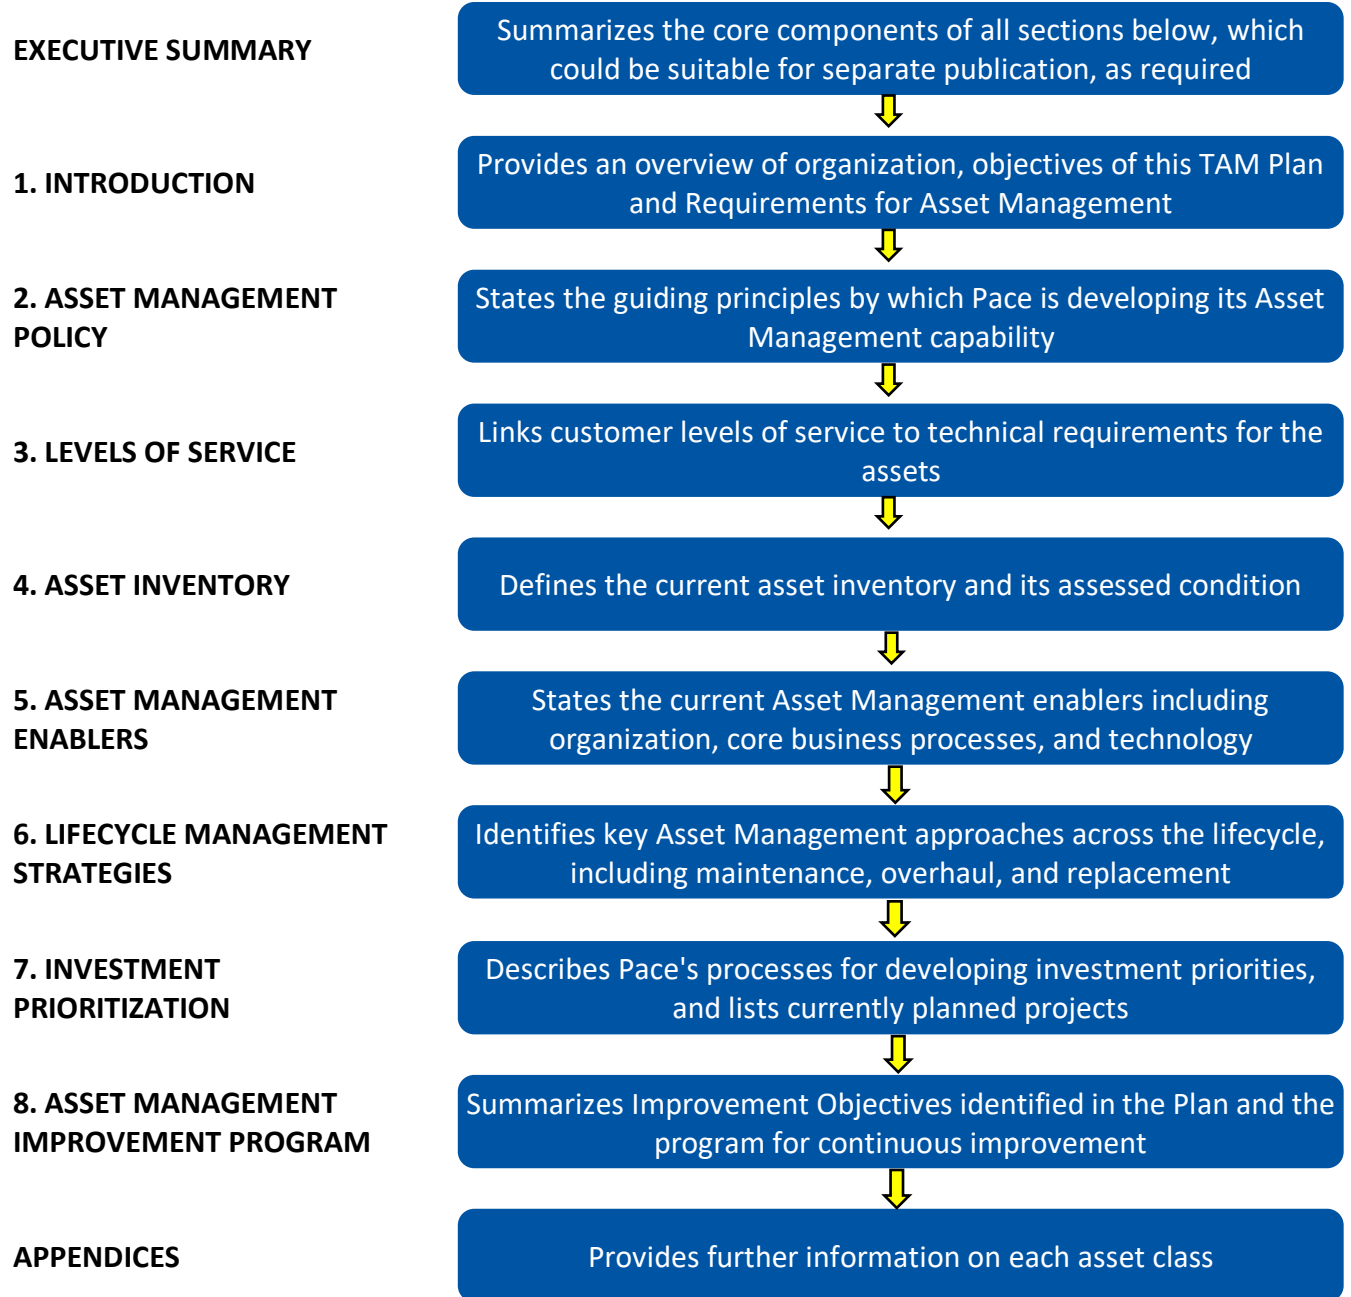 EXECUTIVE SUMMARY
Summarizes the core components of all sections below, which
could be suitable for separate publication, as required
1. INTRODUCTION
Provides an overview of organization, objectives of this TAM Plan
and Requirements for Asset Management
2. ASSET MANAGEMENT
POLICY
States the guiding principles by which Pace is developing its Asset
Management capability
3. LEVELS OF SERVICE
Links customer levels of service to technical requirements for the
assets
4. ASSET INVENTORY
Defines the current asset inventory and its assessed condition
5. ASSET MANAGEMENT
ENABLERS
States the current Asset Management enablers including
organization, core business processes, and technology
6. LIFECYCLE MANAGEMENT
STRATEGIES
Identifies key Asset Management approaches across the lifecycle,
including maintenance, overhaul, and replacement
7. INVESTMENT
PRIORITIZATION
Describes Pace's processes for developing investment priorities,
and lists currently planned projects
8. ASSET MANAGEMENT
IMPROVEMENT PROGRAM
Summarizes Improvement Objectives identified in the Plan and the
program for continuous improvement
APPENDICES
Provides further information on each asset class